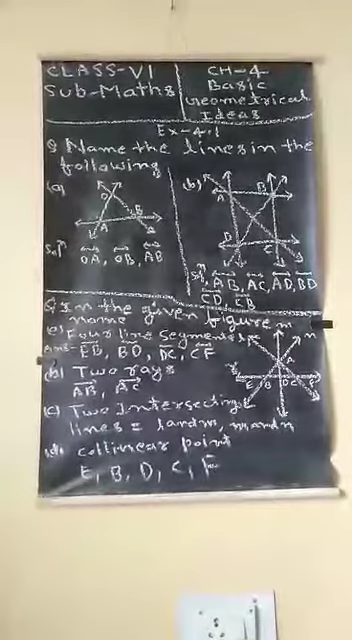 CLASS-VI
Sub-Maths
CH-4
Basic
Geometrical
Ideas
Ex-4.1
Q Name the lines in the
following
(a)
O
A
B
Sol
OA, OB, AB
(b)
A
B
D
C
Sol, AB, AC, AD, BD
CD, CB
In the given figure
name
(a) Four line segments
Ans- EB, BD, DC, CF
(b) Two rays
AB, AC
(c) Two Intersecting
lines = l and m, m and n
(d) collinear point
E, B, D, C, F
m
n
A
E
B
D
C
F